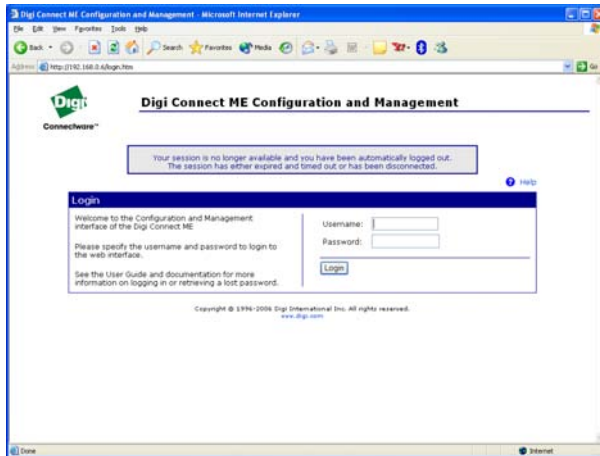 Digi Connect ME Configuration and Management - Microsoft Internet Explorer
File Edit View Favorites Tools Help
Back Search Favorites Media
Address http://192.168.0.6/login.htm Go
Digi
Connectware™
Digi Connect ME Configuration and Management
Your session is no longer available and you have been automatically logged out.
The session has either expired and timed out or has been disconnected.
Help
Login
Welcome to the Configuration and Management
interface of the Digi Connect ME
Please specify the username and password to login to
the web interface.
See the User Guide and documentation for more
information on logging in or retrieving a lost password.
Username:
Password:
Login
Copyright © 1996-2006 Digi International Inc. All rights reserved.
www.digi.com
Done Internet